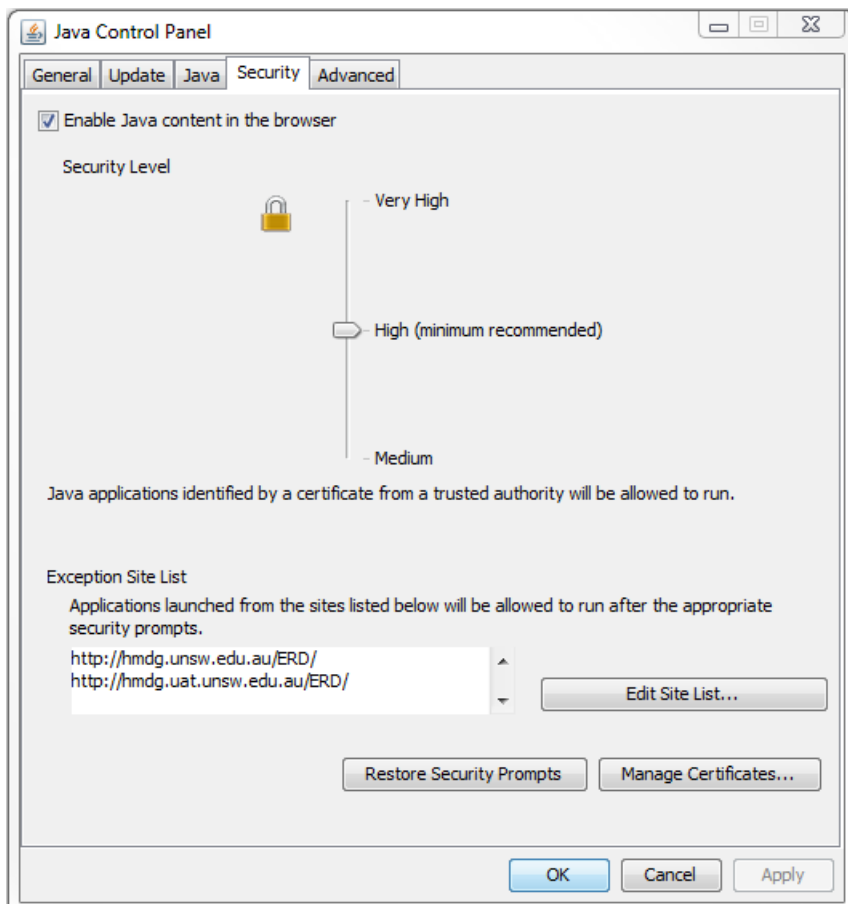 Java Control Panel
General Update Java Security Advanced
Enable Java content in the browser
Security Level
Very High
High (minimum recommended)
Medium
Java applications identified by a certificate from a trusted authority will be allowed to run.
Exception Site List
Applications launched from the sites listed below will be allowed to run after the appropriate
security prompts.
http://hmdg.unsw.edu.au/ERD/
http://hmdg.uat.unsw.edu.au/ERD/
Edit Site List...
Restore Security Prompts Manage Certificates...
OK Cancel Apply